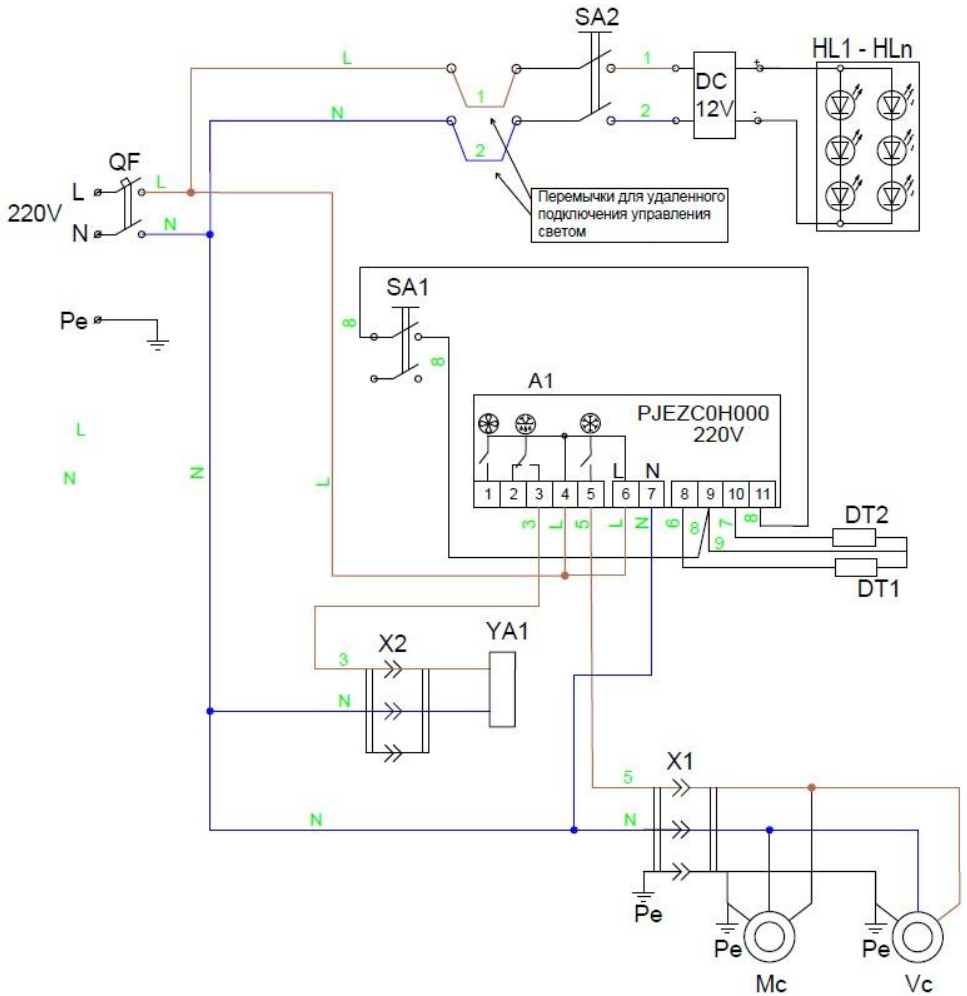 SA2
HL1 - HLn
L
1
+
DC
12V
1
N
2
2
-
QF
L
L
220V
N
N
Перемычки для удаленного
подключения управления
светом
SA1
Pe
8
8
A1
PJEZC0H000
220V
L
N
L
N
L
N
1 2 3 4 5 6 7 8 9 10 11
3
L
5
L
N
6
8
9
7
8
DT2
DT1
YA1
X2
3
N
X1
5
N
N
Pe
Pe
Pe
Mc
Vc